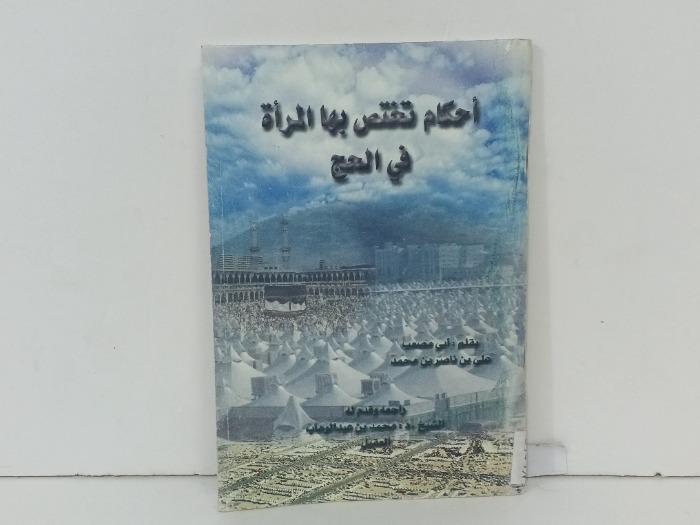 أحكام تختص بها المرأة
في الحج
بقلم : أبي مصعب
علي بن ناصر بن محمد
راجعه وقدم له
الشيخ . د : محمد بن عبدالوهاب
العقيل